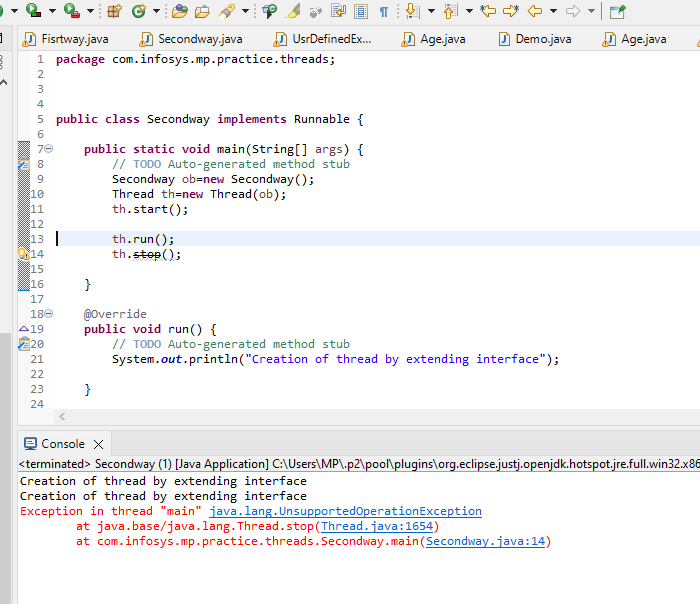 Fisrtway.java Secondway.java UsrDefinedEx... Age.java Demo.java Age.java
1 package com.infosys.mp.practice.threads;
2
3
4
5 public class Secondway implements Runnable {
6
7 public static void main(String[] args) {
8 // TODO Auto-generated method stub
9 Secondway ob=new Secondway();
10 Thread th=new Thread(ob);
11 th.start();
12
13 th.run();
14 th.stop();
15
16 }
17
18 @Override
19 public void run() {
20 // TODO Auto-generated method stub
21 System.out.println("Creation of thread by extending interface");
22
23 }
24
Console
<terminated> Secondway (1) [Java Application] C:\Users\MP\.p2\pool\plugins\org.eclipse.justj.openjdk.hotspot.jre.full.win32.x86
Creation of thread by extending interface
Creation of thread by extending interface
Exception in thread "main" java.lang.UnsupportedOperationException
at java.base/java.lang.Thread.stop(Thread.java:1654)
at com.infosys.mp.practice.threads.Secondway.main(Secondway.java:14)